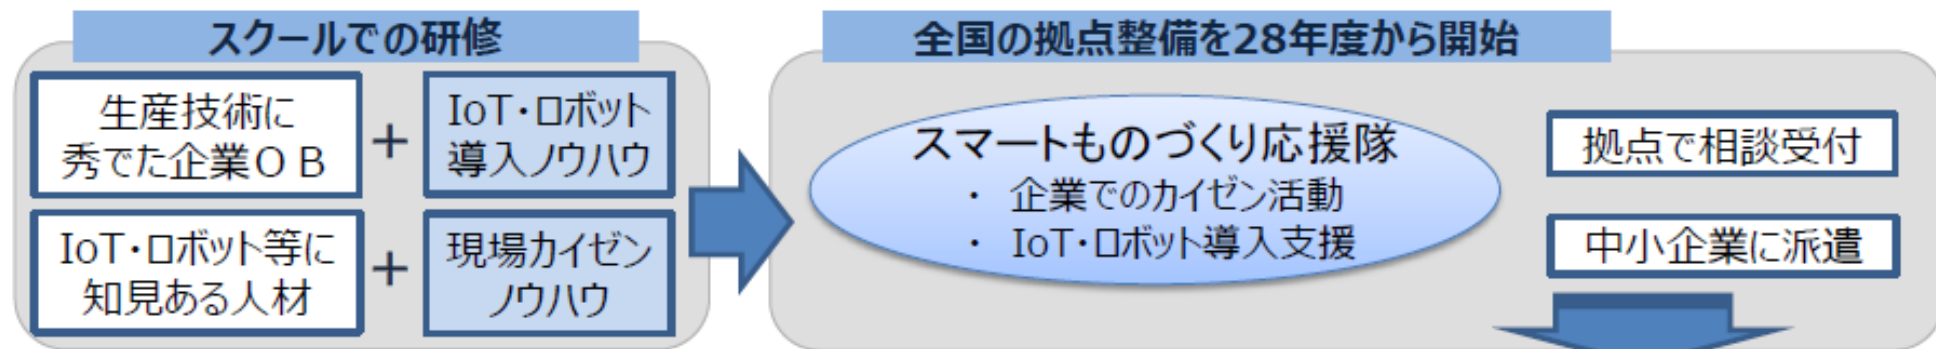 スクールでの研修
生産技術に
秀でた企業OB
+
IoT・ロボット
導入ノウハウ
IoT・ロボット等に
知見ある人材
+
現場カイゼン
ノウハウ
全国の拠点整備を28年度から開始
スマートものづくり応援隊
・ 企業でのカイゼン活動
・ IoT・ロボット導入支援
拠点で相談受付
中小企業に派遣